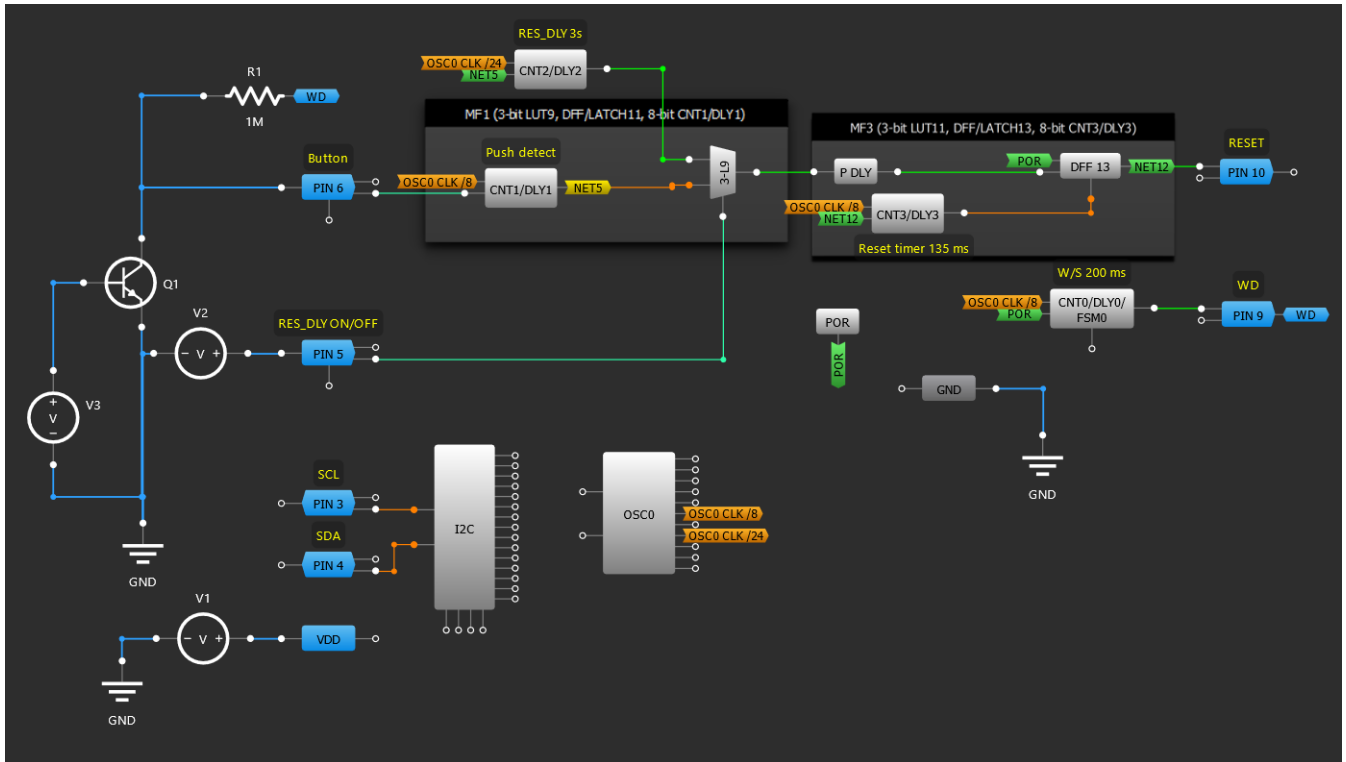 RES_DLY 3s
OSC0 CLK /24
NET5
CNT2/DLY2
R1
WD
1M
MF1 (3-bit LUT9, DFF/LATCH11, 8-bit CNT1/DLY1)
Push detect
OSC0 CLK /8
CNT1/DLY1
NET5
3-L9
Button
PIN 6
MF3 (3-bit LUT11, DFF/LATCH13, 8-bit CNT3/DLY3)
P DLY
POR
DFF 13
NET12
OSC0 CLK /8
NET12
CNT3/DLY3
Reset timer 135 ms
RESET
PIN 10
Q1
V2
V
RES_DLY ON/OFF
PIN 5
W/S 200 ms
OSC0 CLK /8
POR
CNT0/DLY0/
FSM0
WD
PIN 9
WD
POR
POR
V3
V
GND
GND
SCL
PIN 3
SDA
PIN 4
I2C
OSC0
OSC0 CLK /8
OSC0 CLK /24
GND
V1
V
VDD
GND